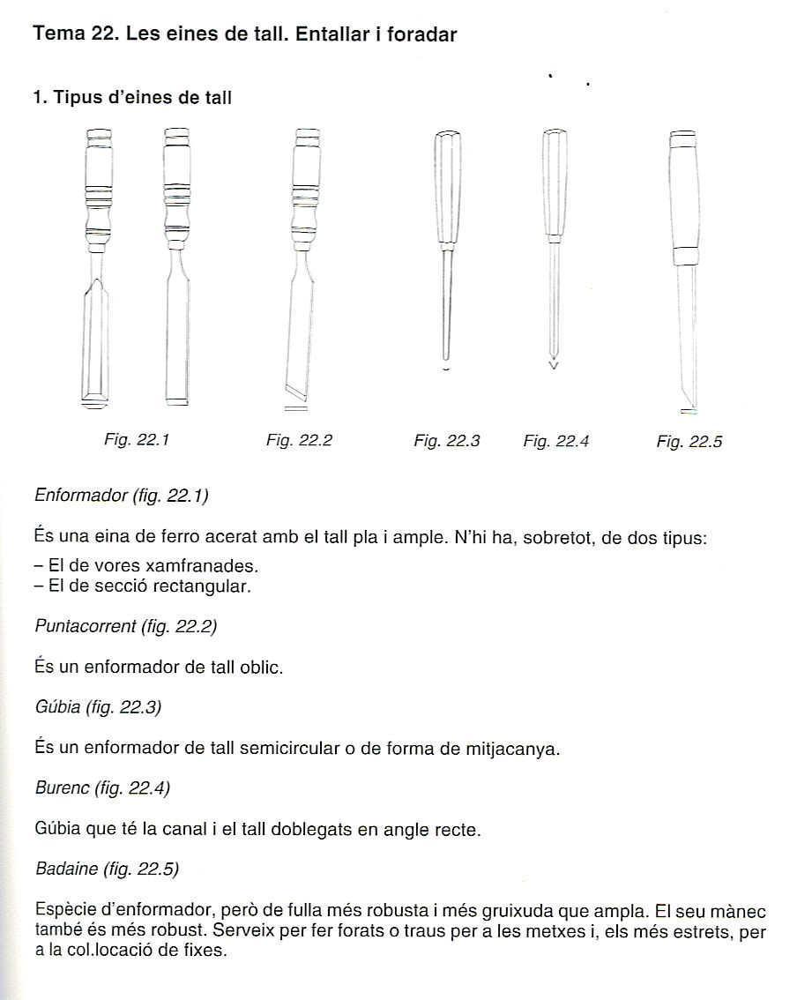 Tema 22. Les eines de tall. Entallar i foradar
1. Tipus d'eines de tall
Fig. 22.1
Fig. 22.2
Fig. 22.3
Fig. 22.4
Fig. 22.5
Enformador (fig. 22.1)
És una eina de ferro acerat amb el tall pla i ample. N'hi ha, sobretot, de dos tipus:
– El de vores xamfranades.
– El de secció rectangular.
Puntacorrent (fig. 22.2)
És un enformador de tall oblic.
Gúbia (fig. 22.3)
És un enformador de tall semicircular o de forma de mitjacanya.
Burenc (fig. 22.4)
Gúbia que té la canal i el tall doblegats en angle recte.
Badaine (fig. 22.5)
Espècie d'enformador, però de fulla més robusta i més gruixuda que ampla. El seu mànec
també és més robust. Serveix per fer forats o traus per a les metxes i, els més estrets, per
a la col.locació de fixes.